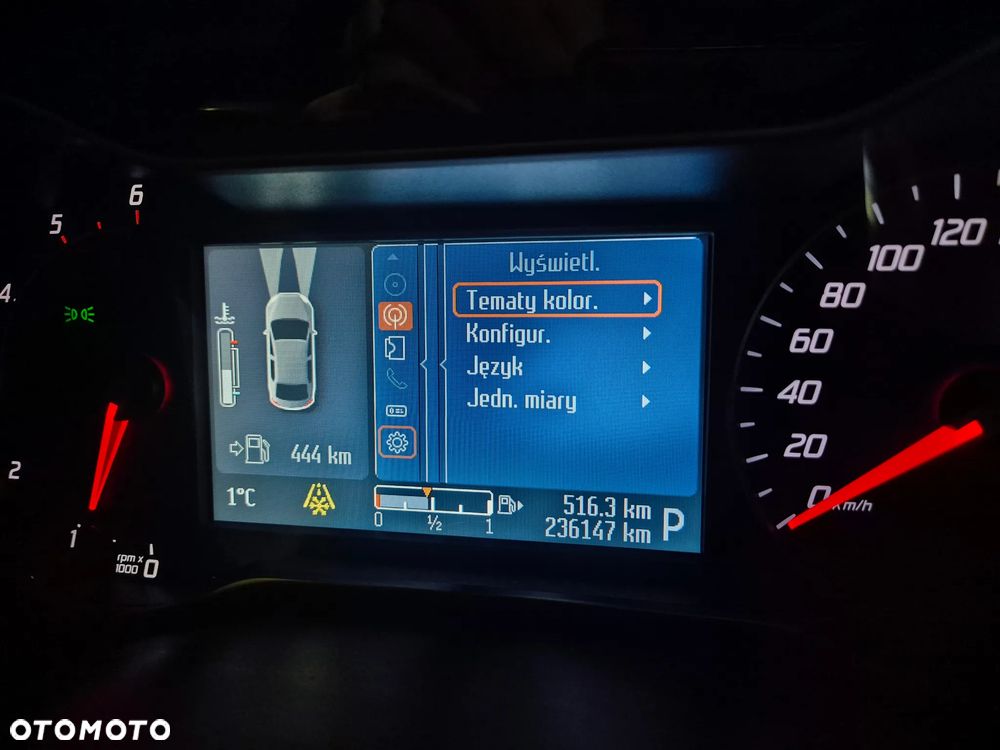 6
5
4
2
1
rpm x
1000 0
Wyświetl.
Tematy kolor.
Konfigur.
Język
Jedn. miary
444 km
1°C
0 1/2 1
516.3 km
236147 km
P
120
100
80
60
40
20
0 km/h
OTOMOTO